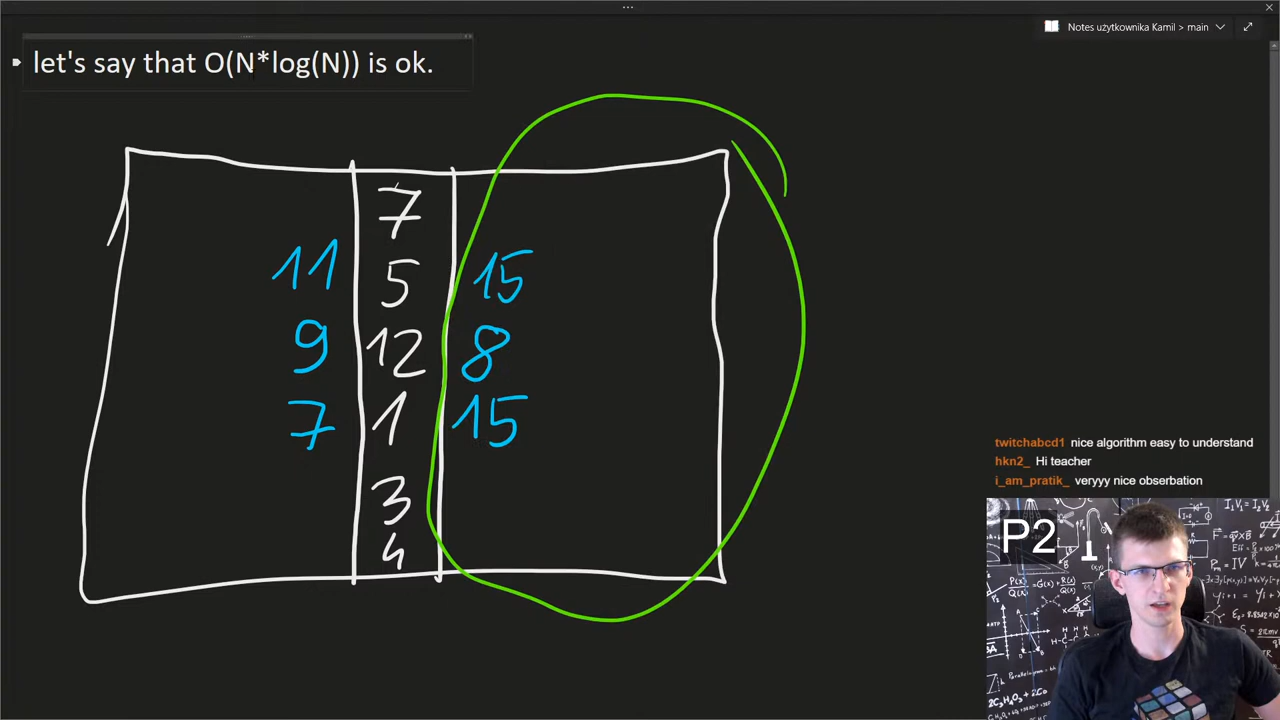 Notes użytkownika Kamil > main
let's say that O(N*log(N)) is ok.
7
11 5 15
9 12 8
7 1 15
3
4
twitchabcd1 nice algorithm easy to understand
hkn2_ Hi teacher
i_am_pratik_ veryyy nice obserbation
P2